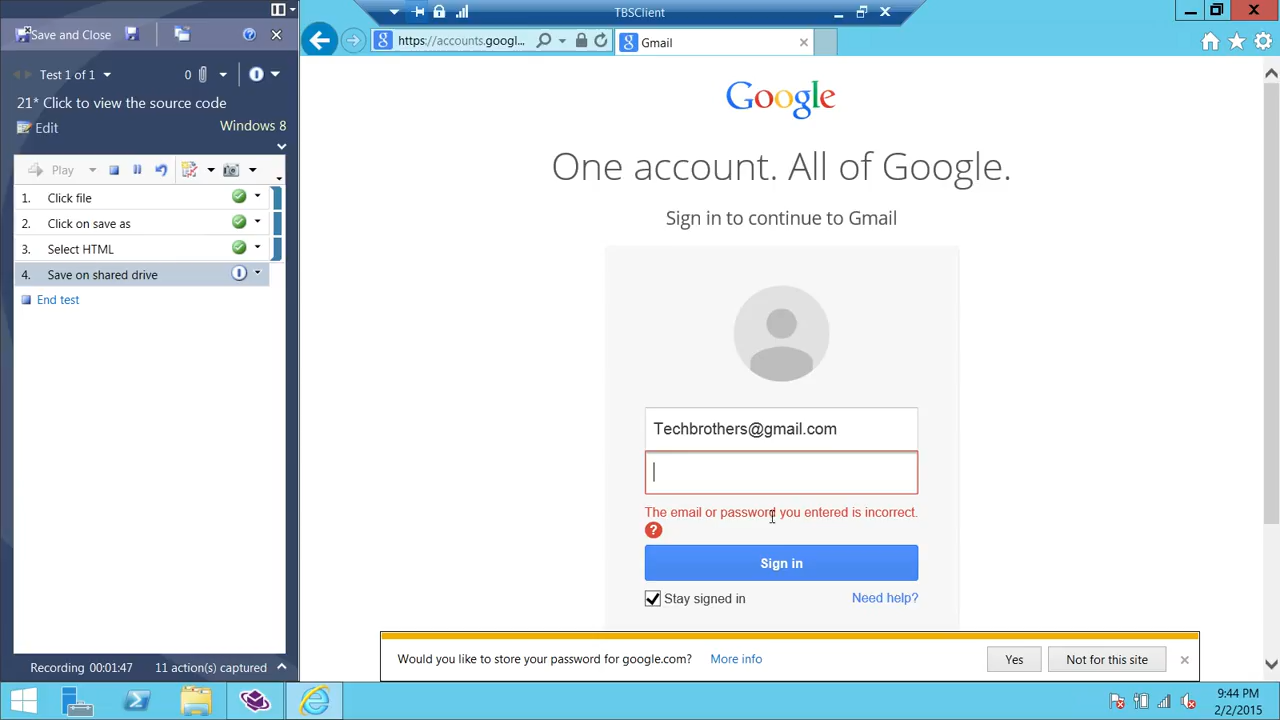 Save and Close
Test 1 of 1
0
21* Click to view the source code
Edit
Windows 8
Play
1. Click file
2. Click on save as
3. Select HTML
4. Save on shared drive
End test
Recording 00:01:47
11 action(s) captured
TBSClient
https://accounts.googl...
Gmail
Google
One account. All of Google.
Sign in to continue to Gmail
Techbrothers@gmail.com
The email or password you entered is incorrect.
?
Sign in
Stay signed in
Need help?
Would you like to store your password for google.com?
More info
Yes
Not for this site
9:44 PM
2/2/2015